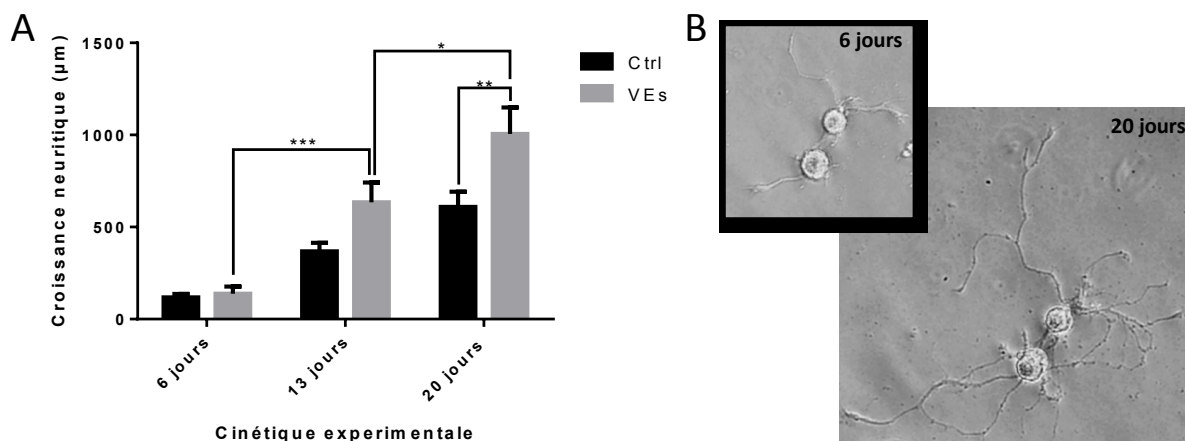 A
Croissance neuritique (µm)
1500
1000
500
0
***
*
**
Ctrl
VEs
6 jours
13 jours
20 jours
Cinétique experimentale
B
6 jours
20 jours